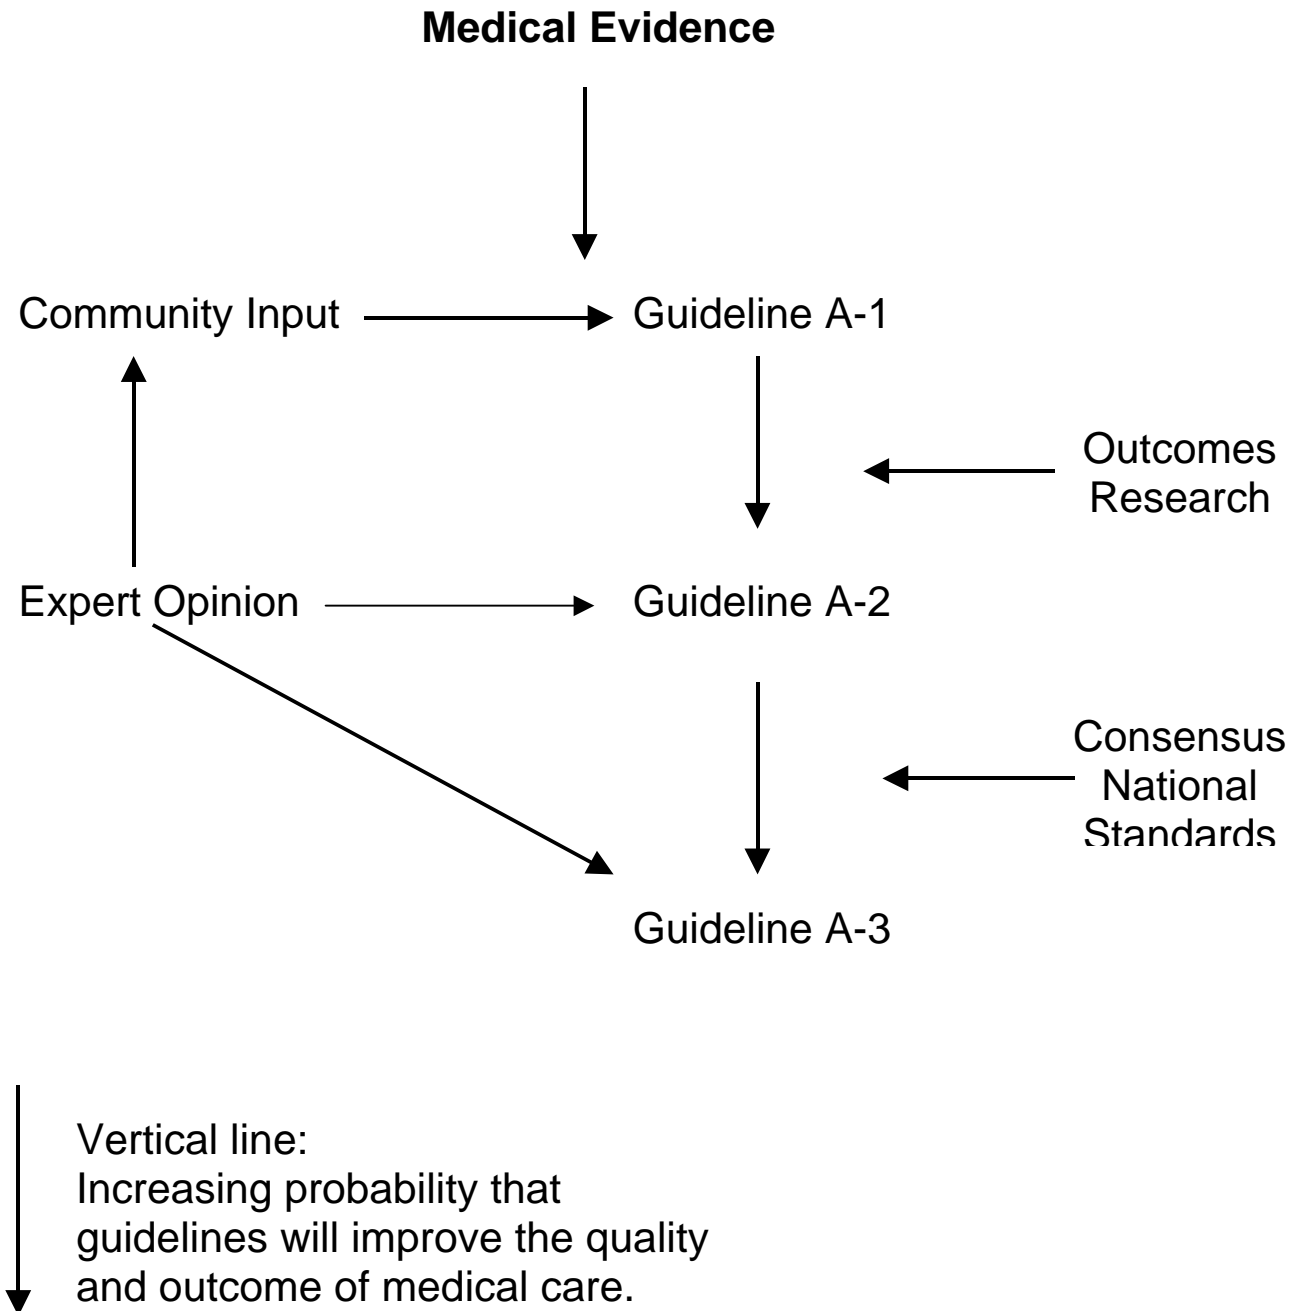 Medical Evidence
Community Input
Guideline A-1
Outcomes
Research
Expert Opinion
Guideline A-2
Consensus
National
Standards
Guideline A-3
Vertical line:
Increasing probability that
guidelines will improve the quality
and outcome of medical care.